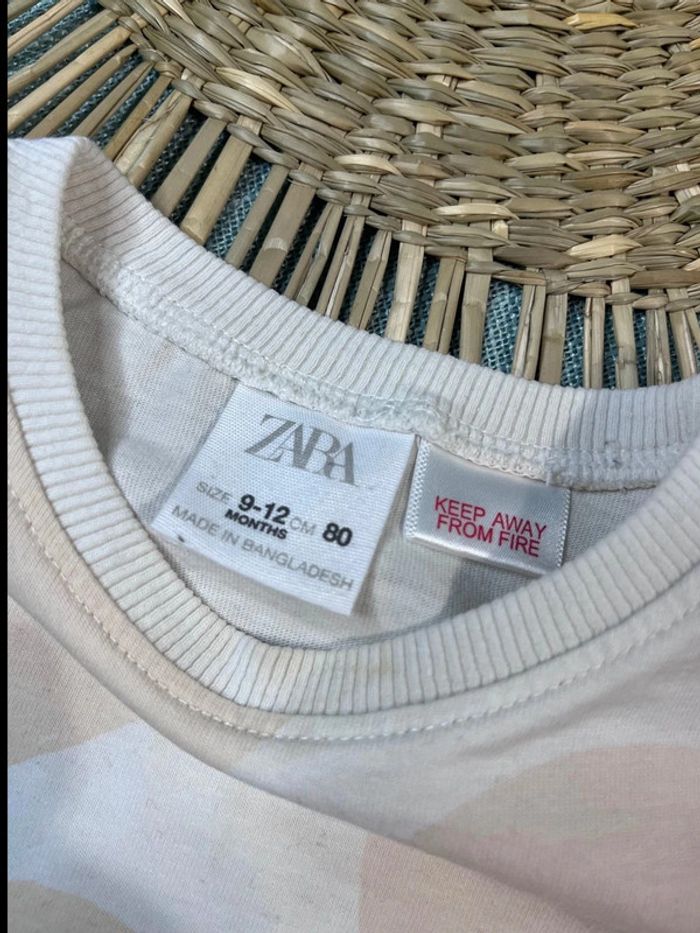 ZARA
SIZE 9-12 MONTHS CM 80
MADE IN BANGLADESH
KEEP AWAY
FROM FIRE